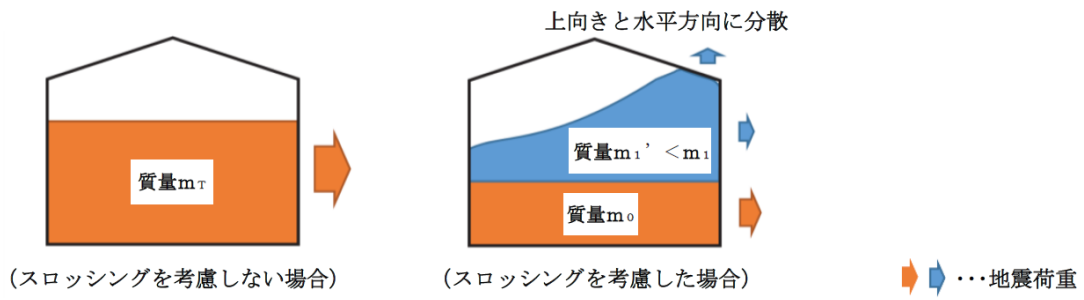 上向きと水平方向に分散
質量mT
質量m1’＜m1
質量m0
（スロッシングを考慮しない場合）
（スロッシングを考慮した場合）
･･･地震荷重